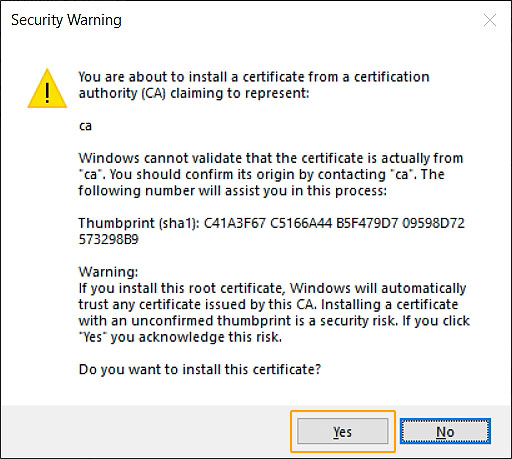 Security Warning
You are about to install a certificate from a certification
authority (CA) claiming to represent:
ca
Windows cannot validate that the certificate is actually from
"ca". You should confirm its origin by contacting "ca". The
following number will assist you in this process:
Thumbprint (sha1): C41A3F67 C5166A44 B5F479D7 09598D72
573298B9
Warning:
If you install this root certificate, Windows will automatically
trust any certificate issued by this CA. Installing a certificate
with an unconfirmed thumbprint is a security risk. If you click
"Yes" you acknowledge this risk.
Do you want to install this certificate?
Yes
No